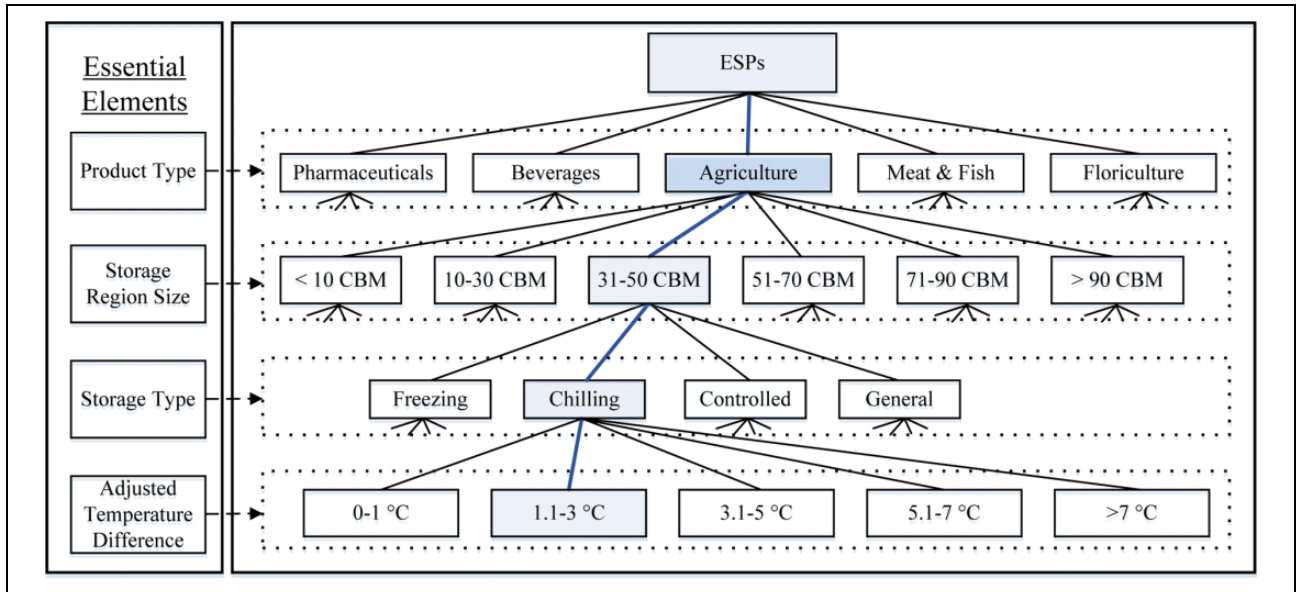 Essential
Elements
ESPs
Product Type
Pharmaceuticals
Beverages
Agriculture
Meat & Fish
Floriculture
Storage
Region Size
< 10 CBM
10-30 CBM
31-50 CBM
51-70 CBM
71-90 CBM
> 90 CBM
Storage Type
Freezing
Chilling
Controlled
General
Adjusted
Temperature
Difference
0-1 °C
1.1-3 °C
3.1-5 °C
5.1-7 °C
>7 °C